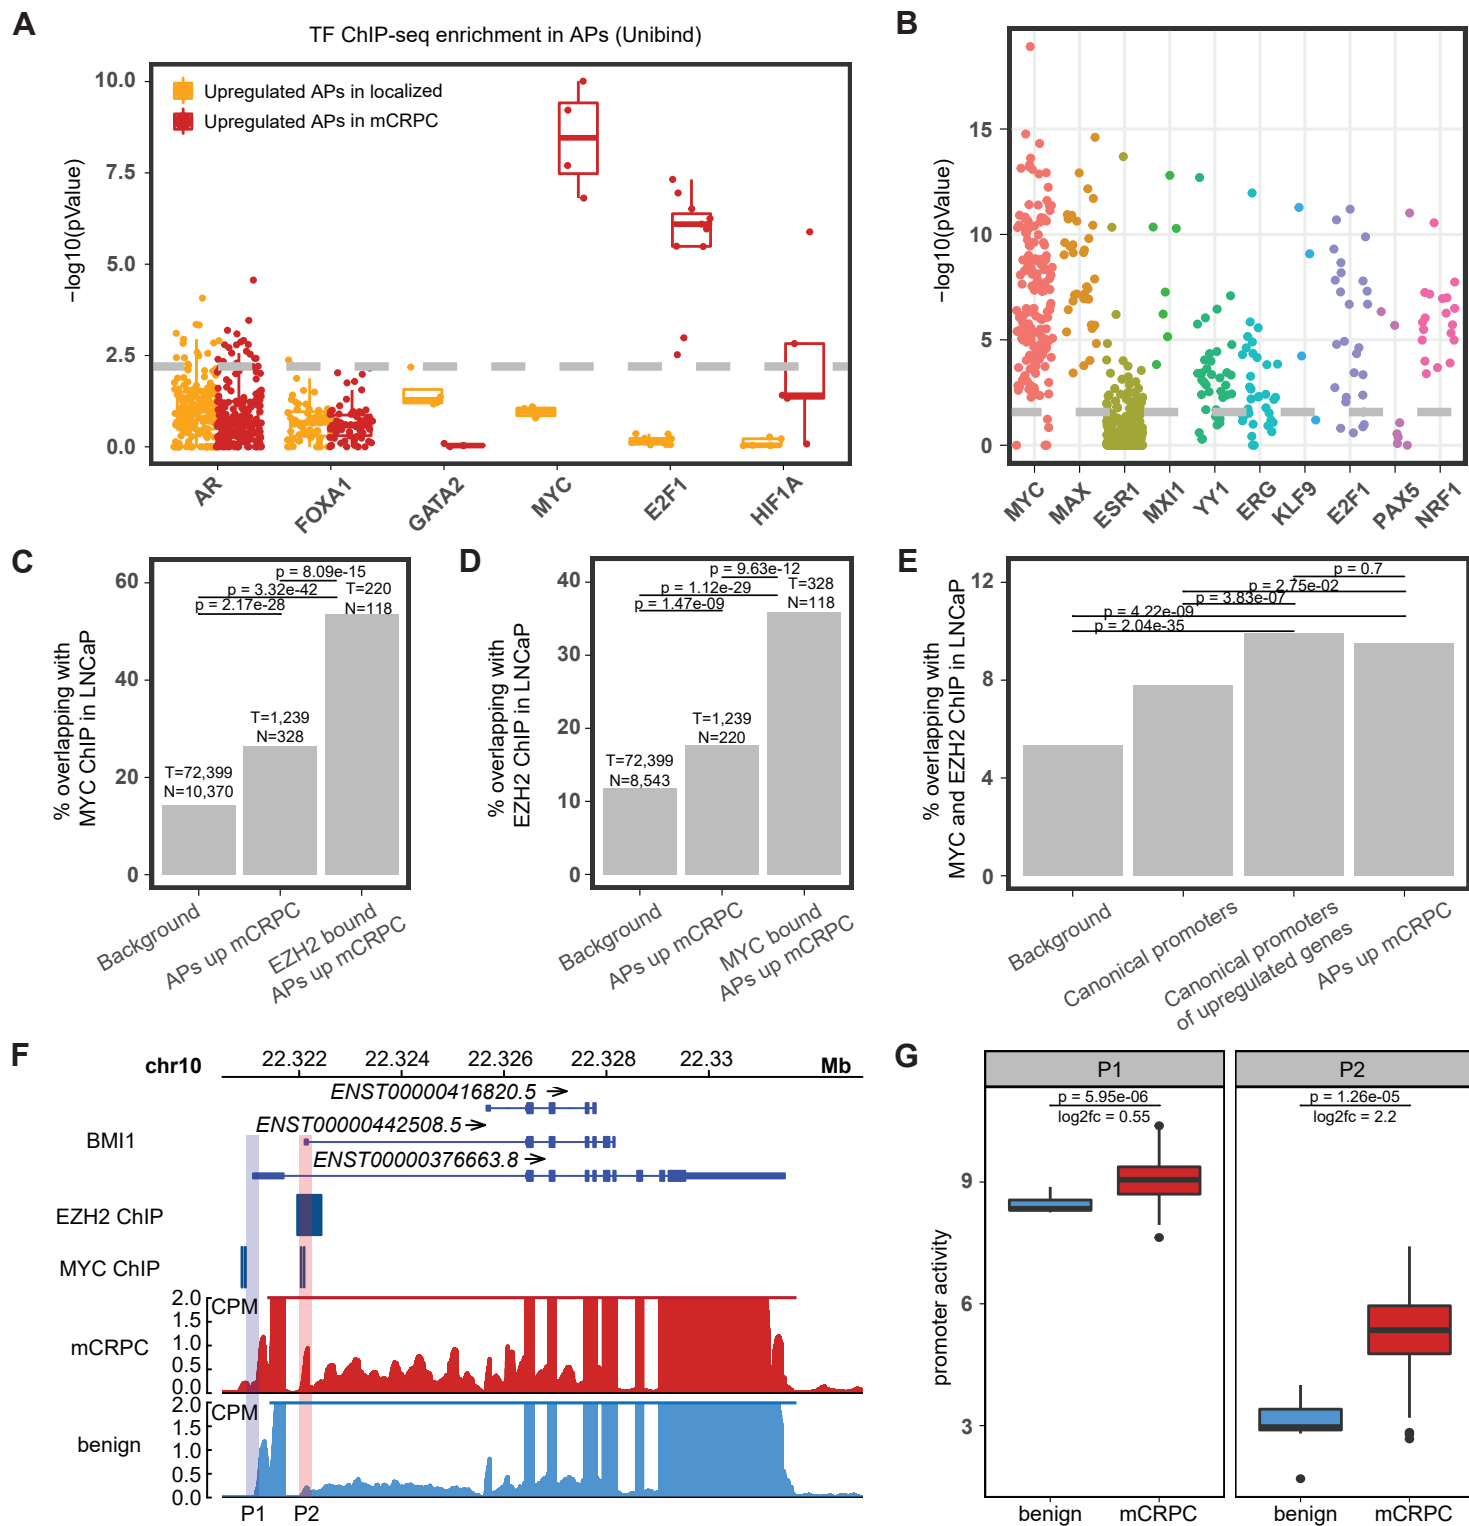 A
TF ChIP-seq enrichment in APs (Unibind)
−log10(pValue)
10.0
7.5
5.0
2.5
0.0
Upregulated APs in localized
Upregulated APs in mCRPC
AR
FOXA1
GATA2
MYC
E2F1
HIF1A
B
−log10(pValue)
15
10
5
0
MYC
MAX
ESR1
MXI1
YY1
ERG
KLF9
E2F1
PAX5
NRF1
C
% overlapping with
MYC ChIP in LNCaP
60
40
20
0
p = 8.09e-15
p = 3.32e-42
p = 2.17e-28
T=220
N=118
T=1,239
N=328
T=72,399
N=10,370
Background
APs up mCRPC
EZH2 bound
APs up mCRPC
D
% overlapping with
EZH2 ChIP in LNCaP
40
30
20
10
0
p = 9.63e-12
p = 1.12e-29
p = 1.47e-09
T=328
N=118
T=1,239
N=220
T=72,399
N=8,543
Background
APs up mCRPC
MYC bound
APs up mCRPC
E
% overlapping with
MYC and EZH2 ChIP in LNCaP
12
8
4
0
p = 0.7
p = 2.75e-02
p = 3.83e-07
p = 4.22e-09
p = 2.04e-35
Background
Canonical promoters
Canonical promoters
of upregulated genes
APs up mCRPC
F
chr10
22.322
22.324
22.326
22.328
22.33
Mb
ENST00000416820.5
ENST00000442508.5
BMI1
ENST00000376663.8
EZH2 ChIP
MYC ChIP
mCRPC
2.0
1.5
1.0
0.5
0.0
CPM
benign
2.0
1.5
1.0
0.5
0.0
CPM
P1
P2
G
promoter activity
9
6
3
P1
p = 5.95e-06
log2fc = 0.55
benign
mCRPC
P2
p = 1.26e-05
log2fc = 2.2
benign
mCRPC